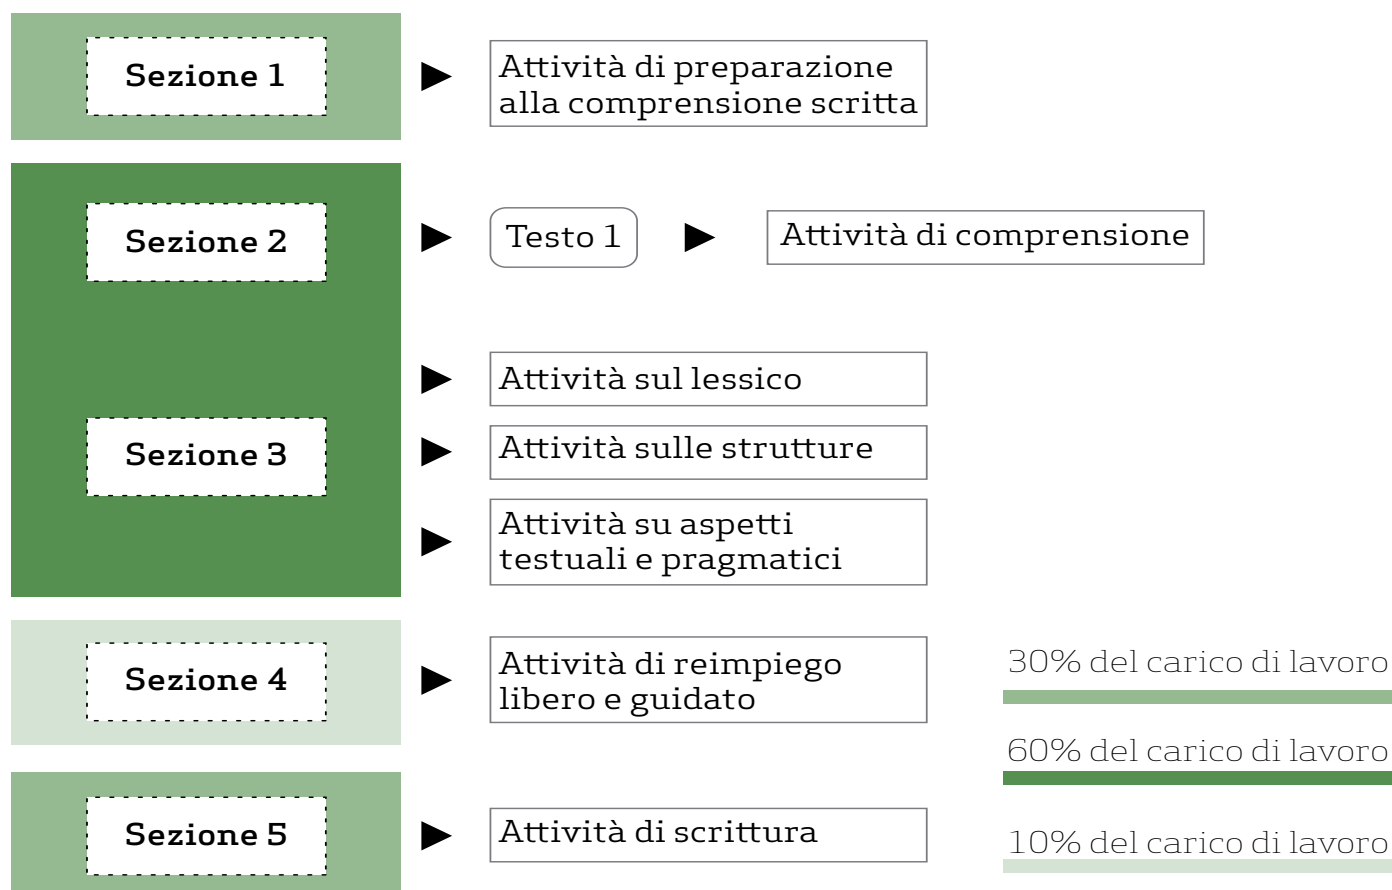 Sezione 1
Attività di preparazione
alla comprensione scritta
Sezione 2
Testo 1
Attività di comprensione
Sezione 3
Attività sul lessico
Attività sulle strutture
Attività su aspetti
testuali e pragmatici
Sezione 4
Attività di reimpiego
libero e guidato
Sezione 5
Attività di scrittura
30% del carico di lavoro
60% del carico di lavoro
10% del carico di lavoro